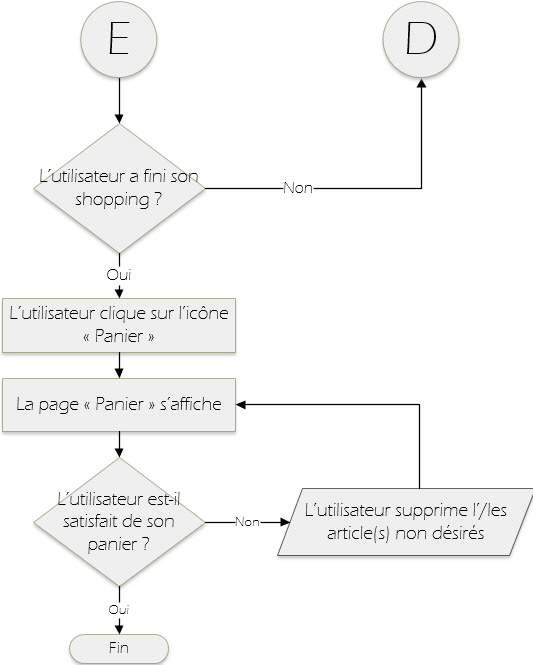 E
D
L'utilisateur a fini son
shopping ?
Non
Oui
L'utilisateur clique sur l'icône
« Panier »
La page « Panier » s'affiche
L'utilisateur est-il
satisfait de son
panier ?
Non
L'utilisateur supprime l'/les
article(s) non désirés
Oui
Fin